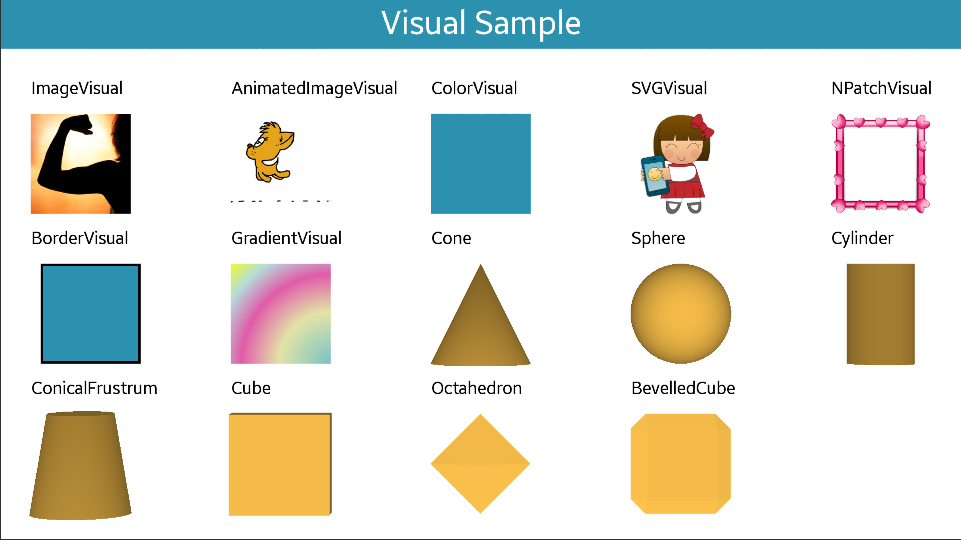 Visual Sample
ImageVisual
AnimatedImageVisual
ColorVisual
SVGVisual
NPatchVisual
BorderVisual
GradientVisual
Cone
Sphere
Cylinder
ConicalFrustrum
Cube
Octahedron
BevelledCube